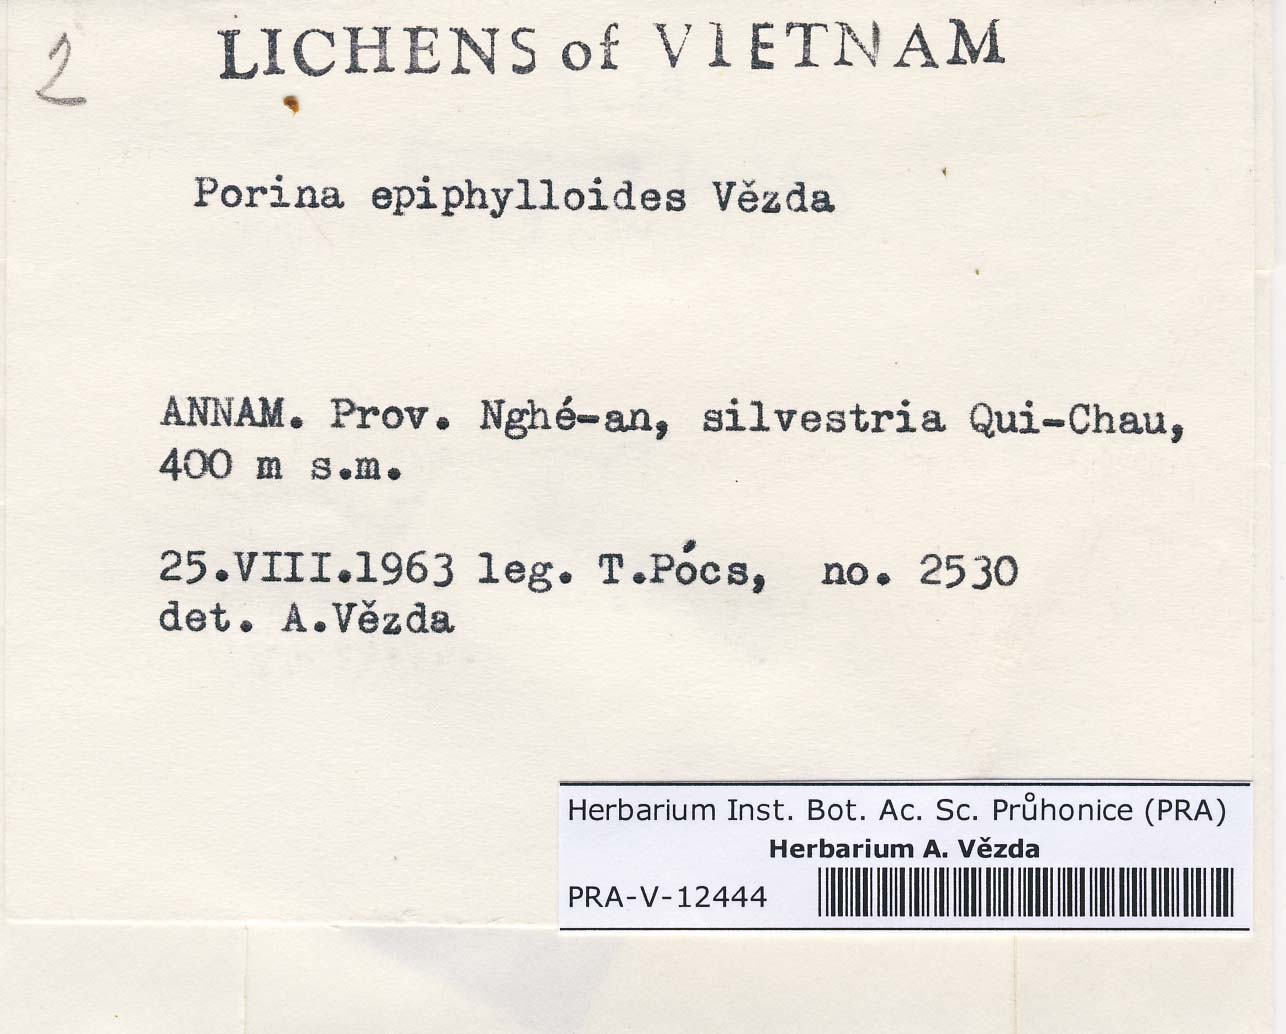 2
LICHENS of VIETNAM
Porina epiphylloides Vězda
ANNAM. Prov. Nghé-an, silvestria Qui-Chau,
400 m s.m.
25.VIII.1963 leg. T.Pócs, no. 2530
det. A.Vězda
Herbarium Inst. Bot. Ac. Sc. Průhonice (PRA)
Herbarium A. Vězda
PRA-V-12444